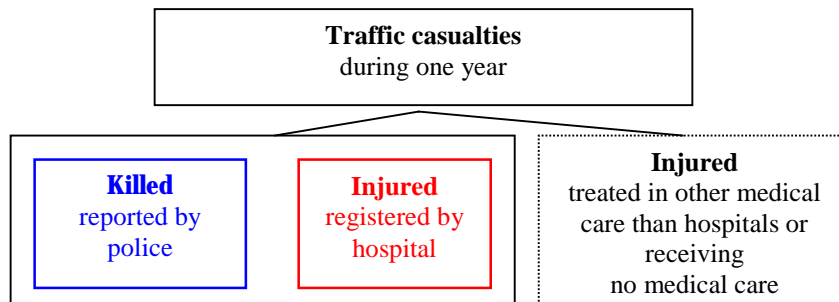 Traffic casualties
during one year
Killed
reported by
police
Injured
registered by
hospital
Injured
treated in other medical
care than hospitals or
receiving
no medical care